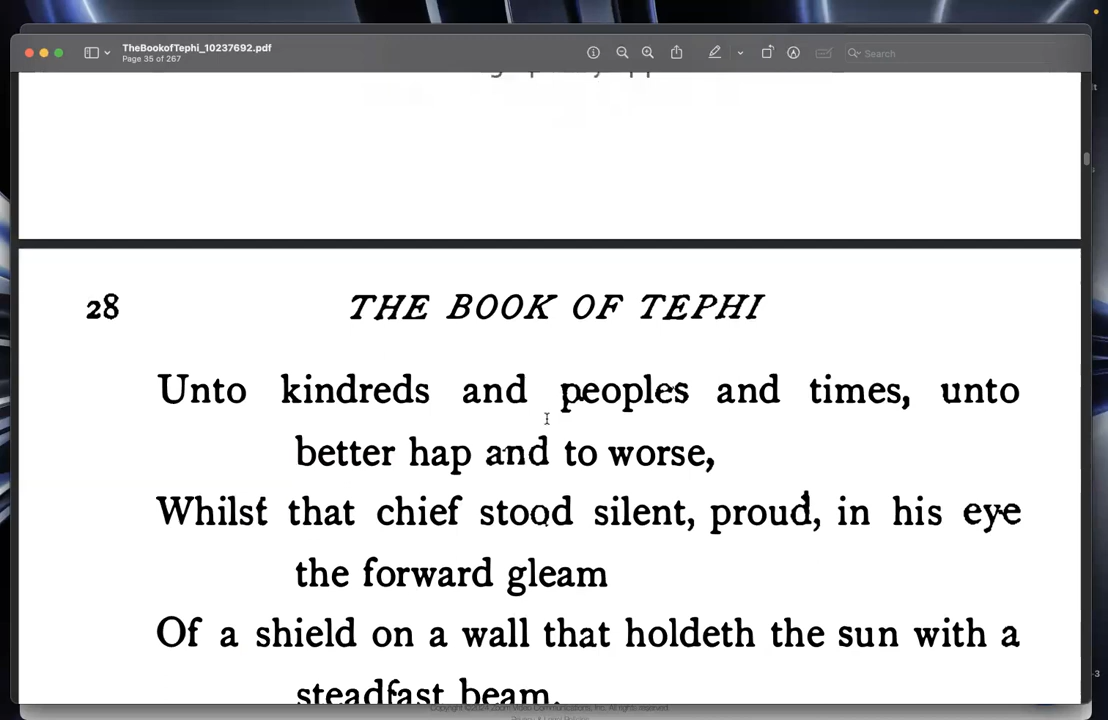 TheBookofTephi_10237692.pdf
Page 35 of 267
Search
28
THE BOOK OF TEPHI
Unto kindreds and peoples and times, unto
better hap and to worse,
Whilst that chief stood silent, proud, in his eye
the forward gleam
Of a shield on a wall that holdeth the sun with a
steadfast beam.